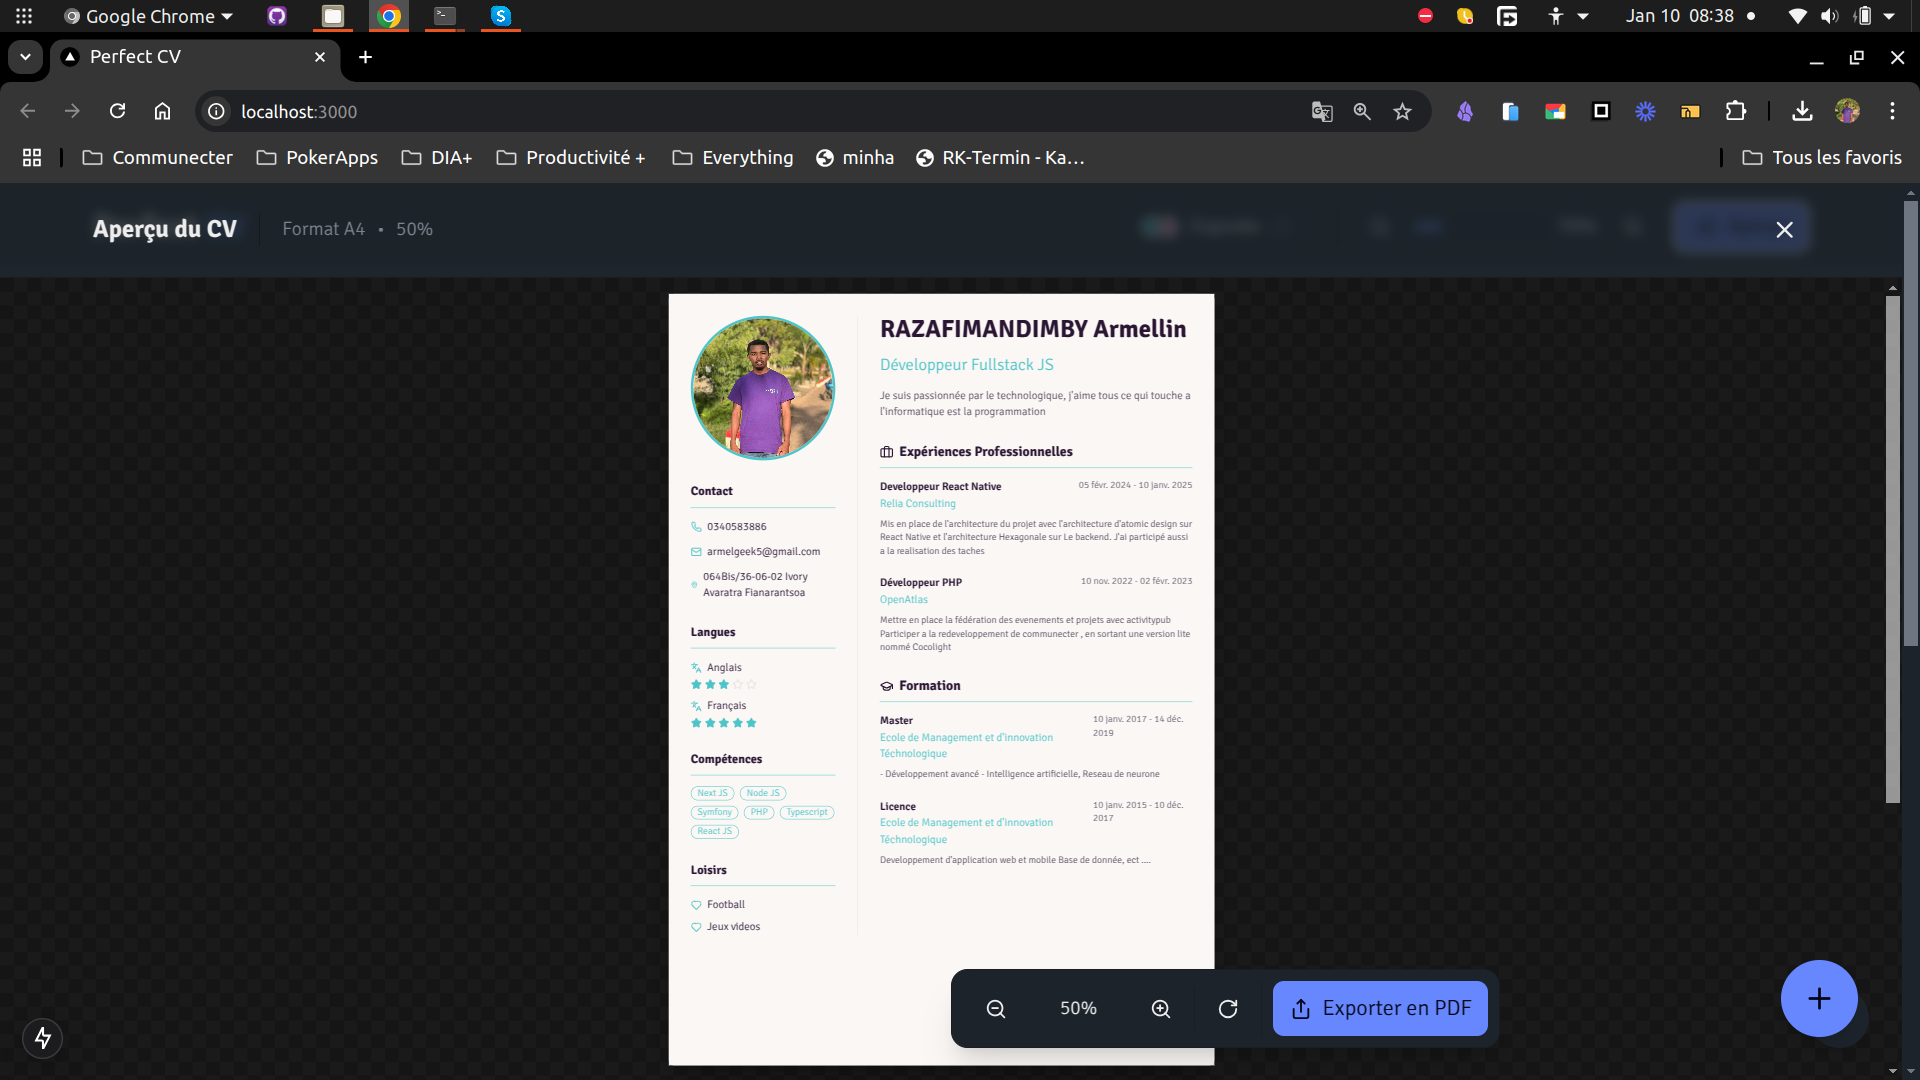 Google Chrome
Jan 10 08:38
Perfect CV
localhost:3000
Communecter
PokerApps
DIA+
Productivité +
Everything
minha
RK-Termin - Ka...
Tous les favoris
Aperçu du CV
Format A4 • 50%
RAZAFIMANDIMBY Armellin
Développeur Fullstack JS
Je suis passionnée par le technologique, j'aime tous ce qui touche a
l'informatique est la programmation
Contact
0340583886
armelgeek5@gmail.com
064Bis/36-06-02 Ivory
Avaratra Fianarantsoa
Langues
Anglais
Français
Compétences
Next JS
Node JS
Symfony
PHP
Typescript
React JS
Loisirs
Football
Jeux videos
Expériences Professionnelles
Developpeur React Native
05 févr. 2024 - 10 janv. 2025
Relia Consulting
Mis en place de l'architecture du projet avec l'architecture d'atomic design sur
React Native et l'architecture Hexagonale sur Le backend. J'ai participé aussi
a la realisation des taches
Développeur PHP
10 nov. 2022 - 02 févr. 2023
OpenAtlas
Mettre en place la fédération des evenements et projets avec activitypub
Participer a la redeveloppement de communecter , en sortant une version lite
nommé Cocolight
Formation
Master
10 janv. 2017 - 14 déc.
2019
Ecole de Management et d'innovation
Téchnologique
- Développement avancé - Intelligence artificielle, Reseau de neurone
Licence
10 janv. 2015 - 10 déc.
2017
Ecole de Management et d'innovation
Téchnologique
Developpement d'application web et mobile Base de donnée, ect ....
50%
Exporter en PDF